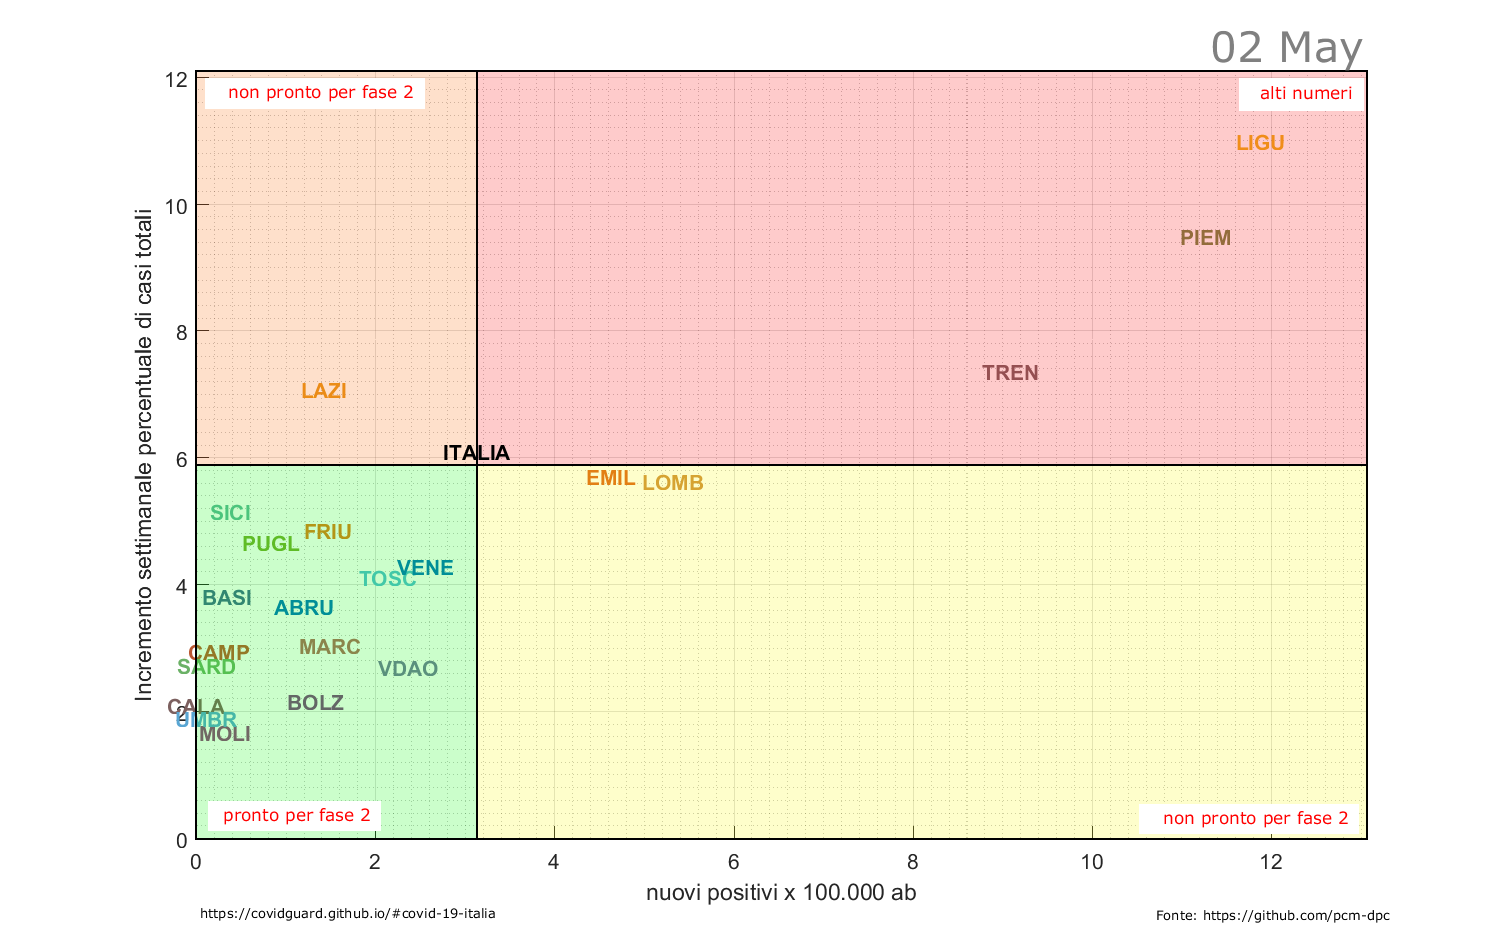 02 May
non pronto per fase 2
alti numeri
12
10
8
6
4
2
0
Incremento settimanale percentuale di casi totali
LIGU
PIEM
TREN
LAZI
ITALIA
EMIL
LOMB
SICI
FRIU
PUGL
VENE
TOSC
BASI
ABRU
MARC
CAMP
SARD
VDAO
BOLZ
CALA
UMBR
MOLI
pronto per fase 2
non pronto per fase 2
0 2 4 6 8 10 12
nuovi positivi x 100.000 ab
https://covidguard.github.io/#covid-19-italia
Fonte: https://github.com/pcm-dpc